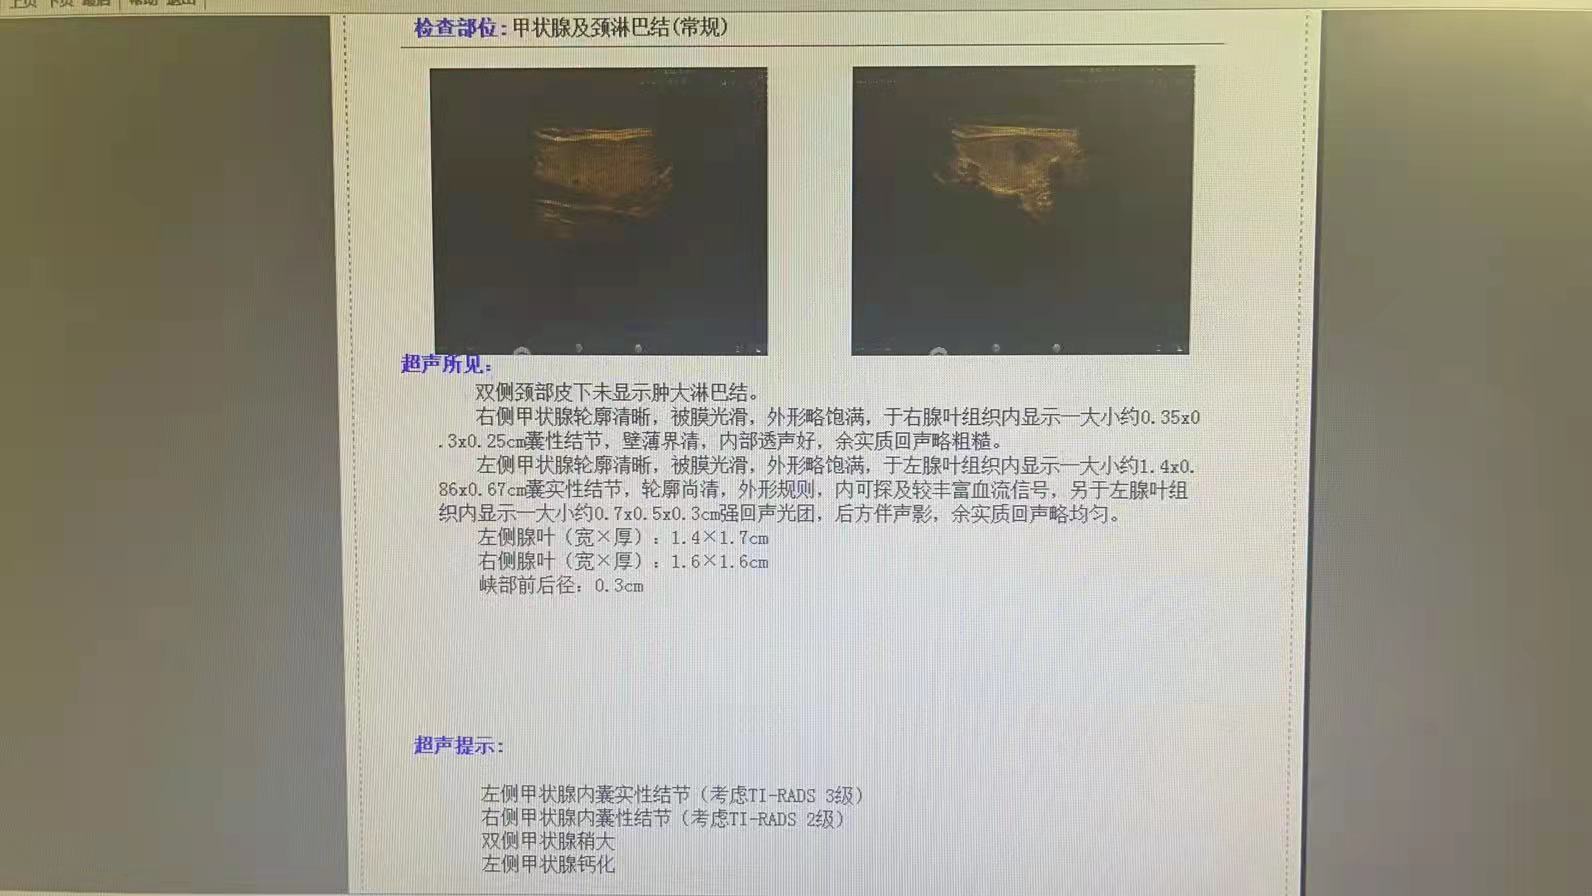 上页 下页 最后 帮助 退出
检查部位:甲状腺及颈淋巴结(常规)
超声所见:
双侧颈部皮下未显示肿大淋巴结。
右侧甲状腺轮廓清晰，被膜光滑，外形略饱满，于右腺叶组织内显示一大小约0.35x0
.3x0.25cm囊性结节，壁薄界清，内部透声好，余实质回声略粗糙。
左侧甲状腺轮廓清晰，被膜光滑，外形略饱满，于左腺叶组织内显示一大小约1.4x0.
86x0.67cm囊实性结节，轮廓尚清，外形规则，内可探及较丰富血流信号，另于左腺叶组
织内显示一大小约0.7x0.5x0.3cm强回声光团，后方伴声影，余实质回声略均匀。
左侧腺叶（宽×厚）：1.4×1.7cm
右侧腺叶（宽×厚）：1.6×1.6cm
峡部前后径：0.3cm
超声提示:
左侧甲状腺内囊实性结节（考虑TI-RADS 3级）
右侧甲状腺内囊性结节（考虑TI-RADS 2级）
双侧甲状腺稍大
左侧甲状腺钙化